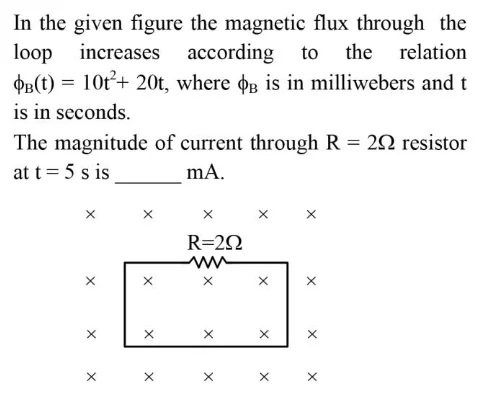 In the given figure the magnetic flux through the
loop increases according to the relation
ϕB(t) = 10t²+ 20t, where ϕB is in milliwebers and t
is in seconds.
The magnitude of current through R = 2Ω resistor
at t = 5 s is ______ mA.
× × × × ×
R=2Ω
× × × × ×
× × × × ×
× × × × ×